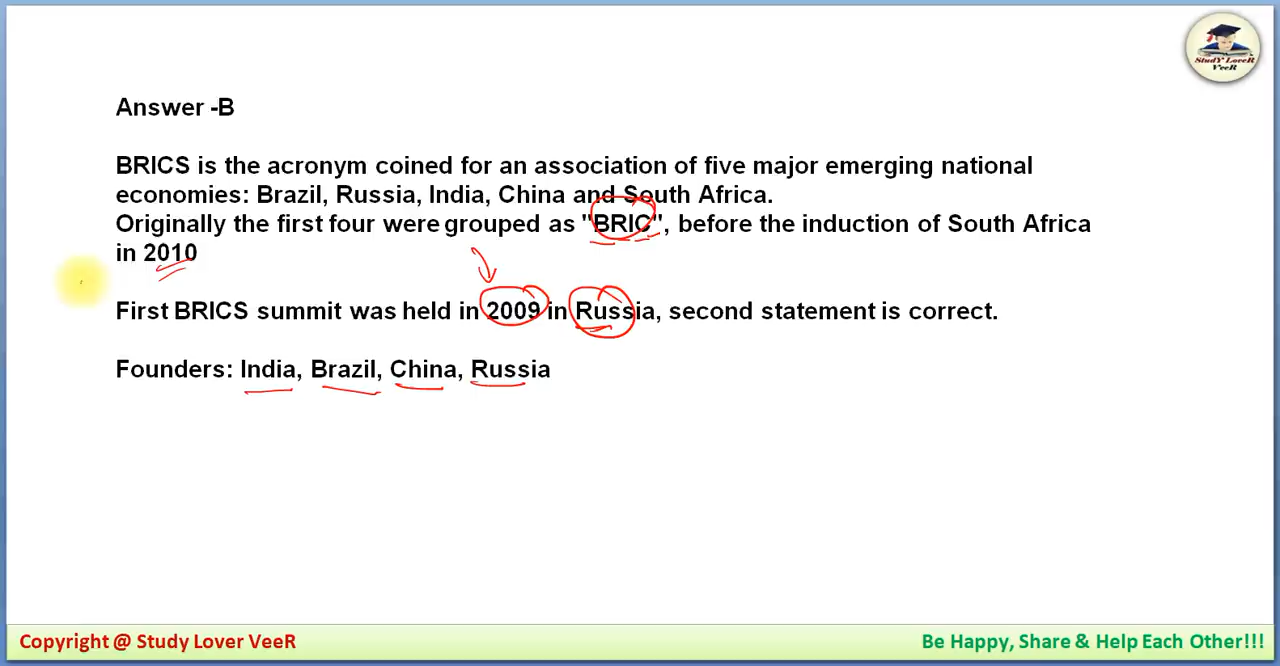 StudY LoveR
VeeR
Answer -B
BRICS is the acronym coined for an association of five major emerging national
economies: Brazil, Russia, India, China and South Africa.
Originally the first four were grouped as "BRIC", before the induction of South Africa
in 2010
First BRICS summit was held in 2009 in Russia, second statement is correct.
Founders: India, Brazil, China, Russia
Copyright @ Study Lover VeeR
Be Happy, Share & Help Each Other!!!